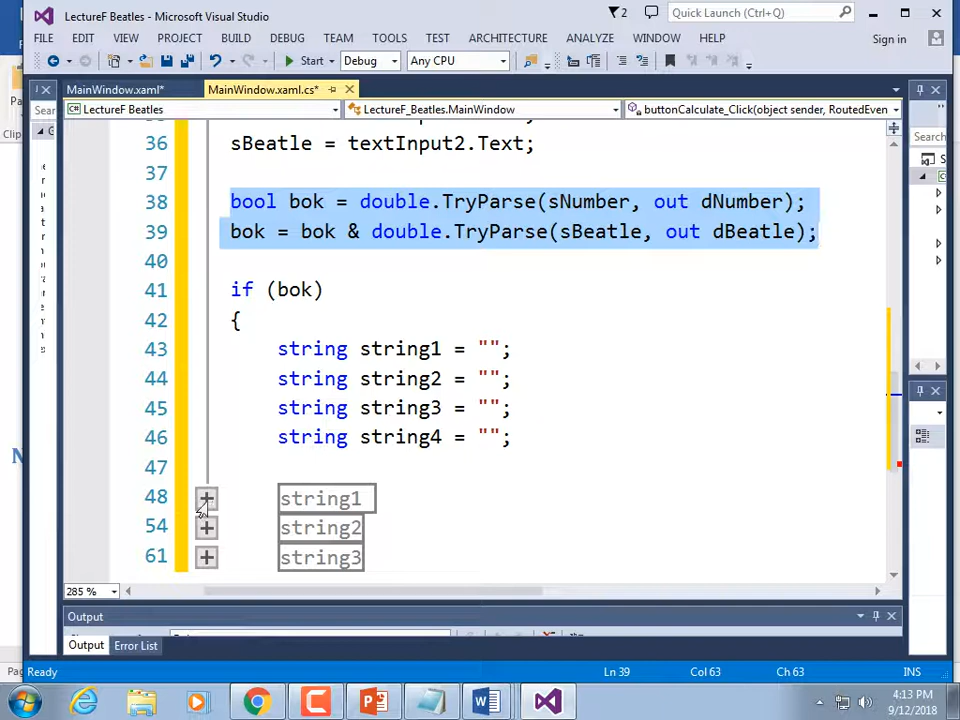 LectureF Beatles - Microsoft Visual Studio
2
Quick Launch (Ctrl+Q)
FILE EDIT VIEW PROJECT BUILD DEBUG TEAM TOOLS TEST ARCHITECTURE ANALYZE WINDOW HELP
Sign in
Start Debug Any CPU
MainWindow.xaml* MainWindow.xaml.cs*
LectureF Beatles LectureF_Beatles.MainWindow buttonCalculate_Click(object sender, RoutedEven
36 sBeatle = textInput2.Text;
37
38 bool bok = double.TryParse(sNumber, out dNumber);
39 bok = bok & double.TryParse(sBeatle, out dBeatle);
40
41 if (bok)
42 {
43 string string1 = "";
44 string string2 = "";
45 string string3 = "";
46 string string4 = "";
47
48 string1
54 string2
61 string3
285 %
Output
Output Error List
Ready Ln 39 Col 63 Ch 63 INS
4:13 PM
9/12/2018